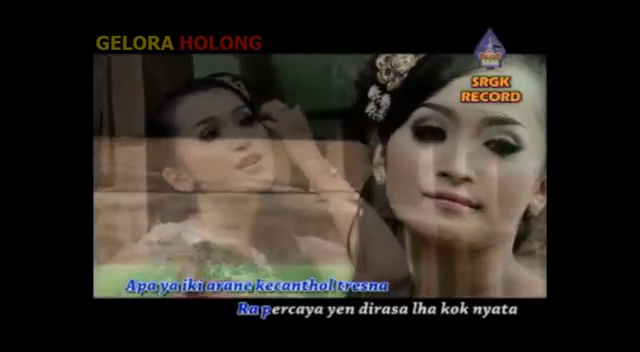 GELORA HOLONG
SRGK
RECORD
Apa ya iki arane kecanthol tresna
Ra percaya yen dirasa lha kok nyata